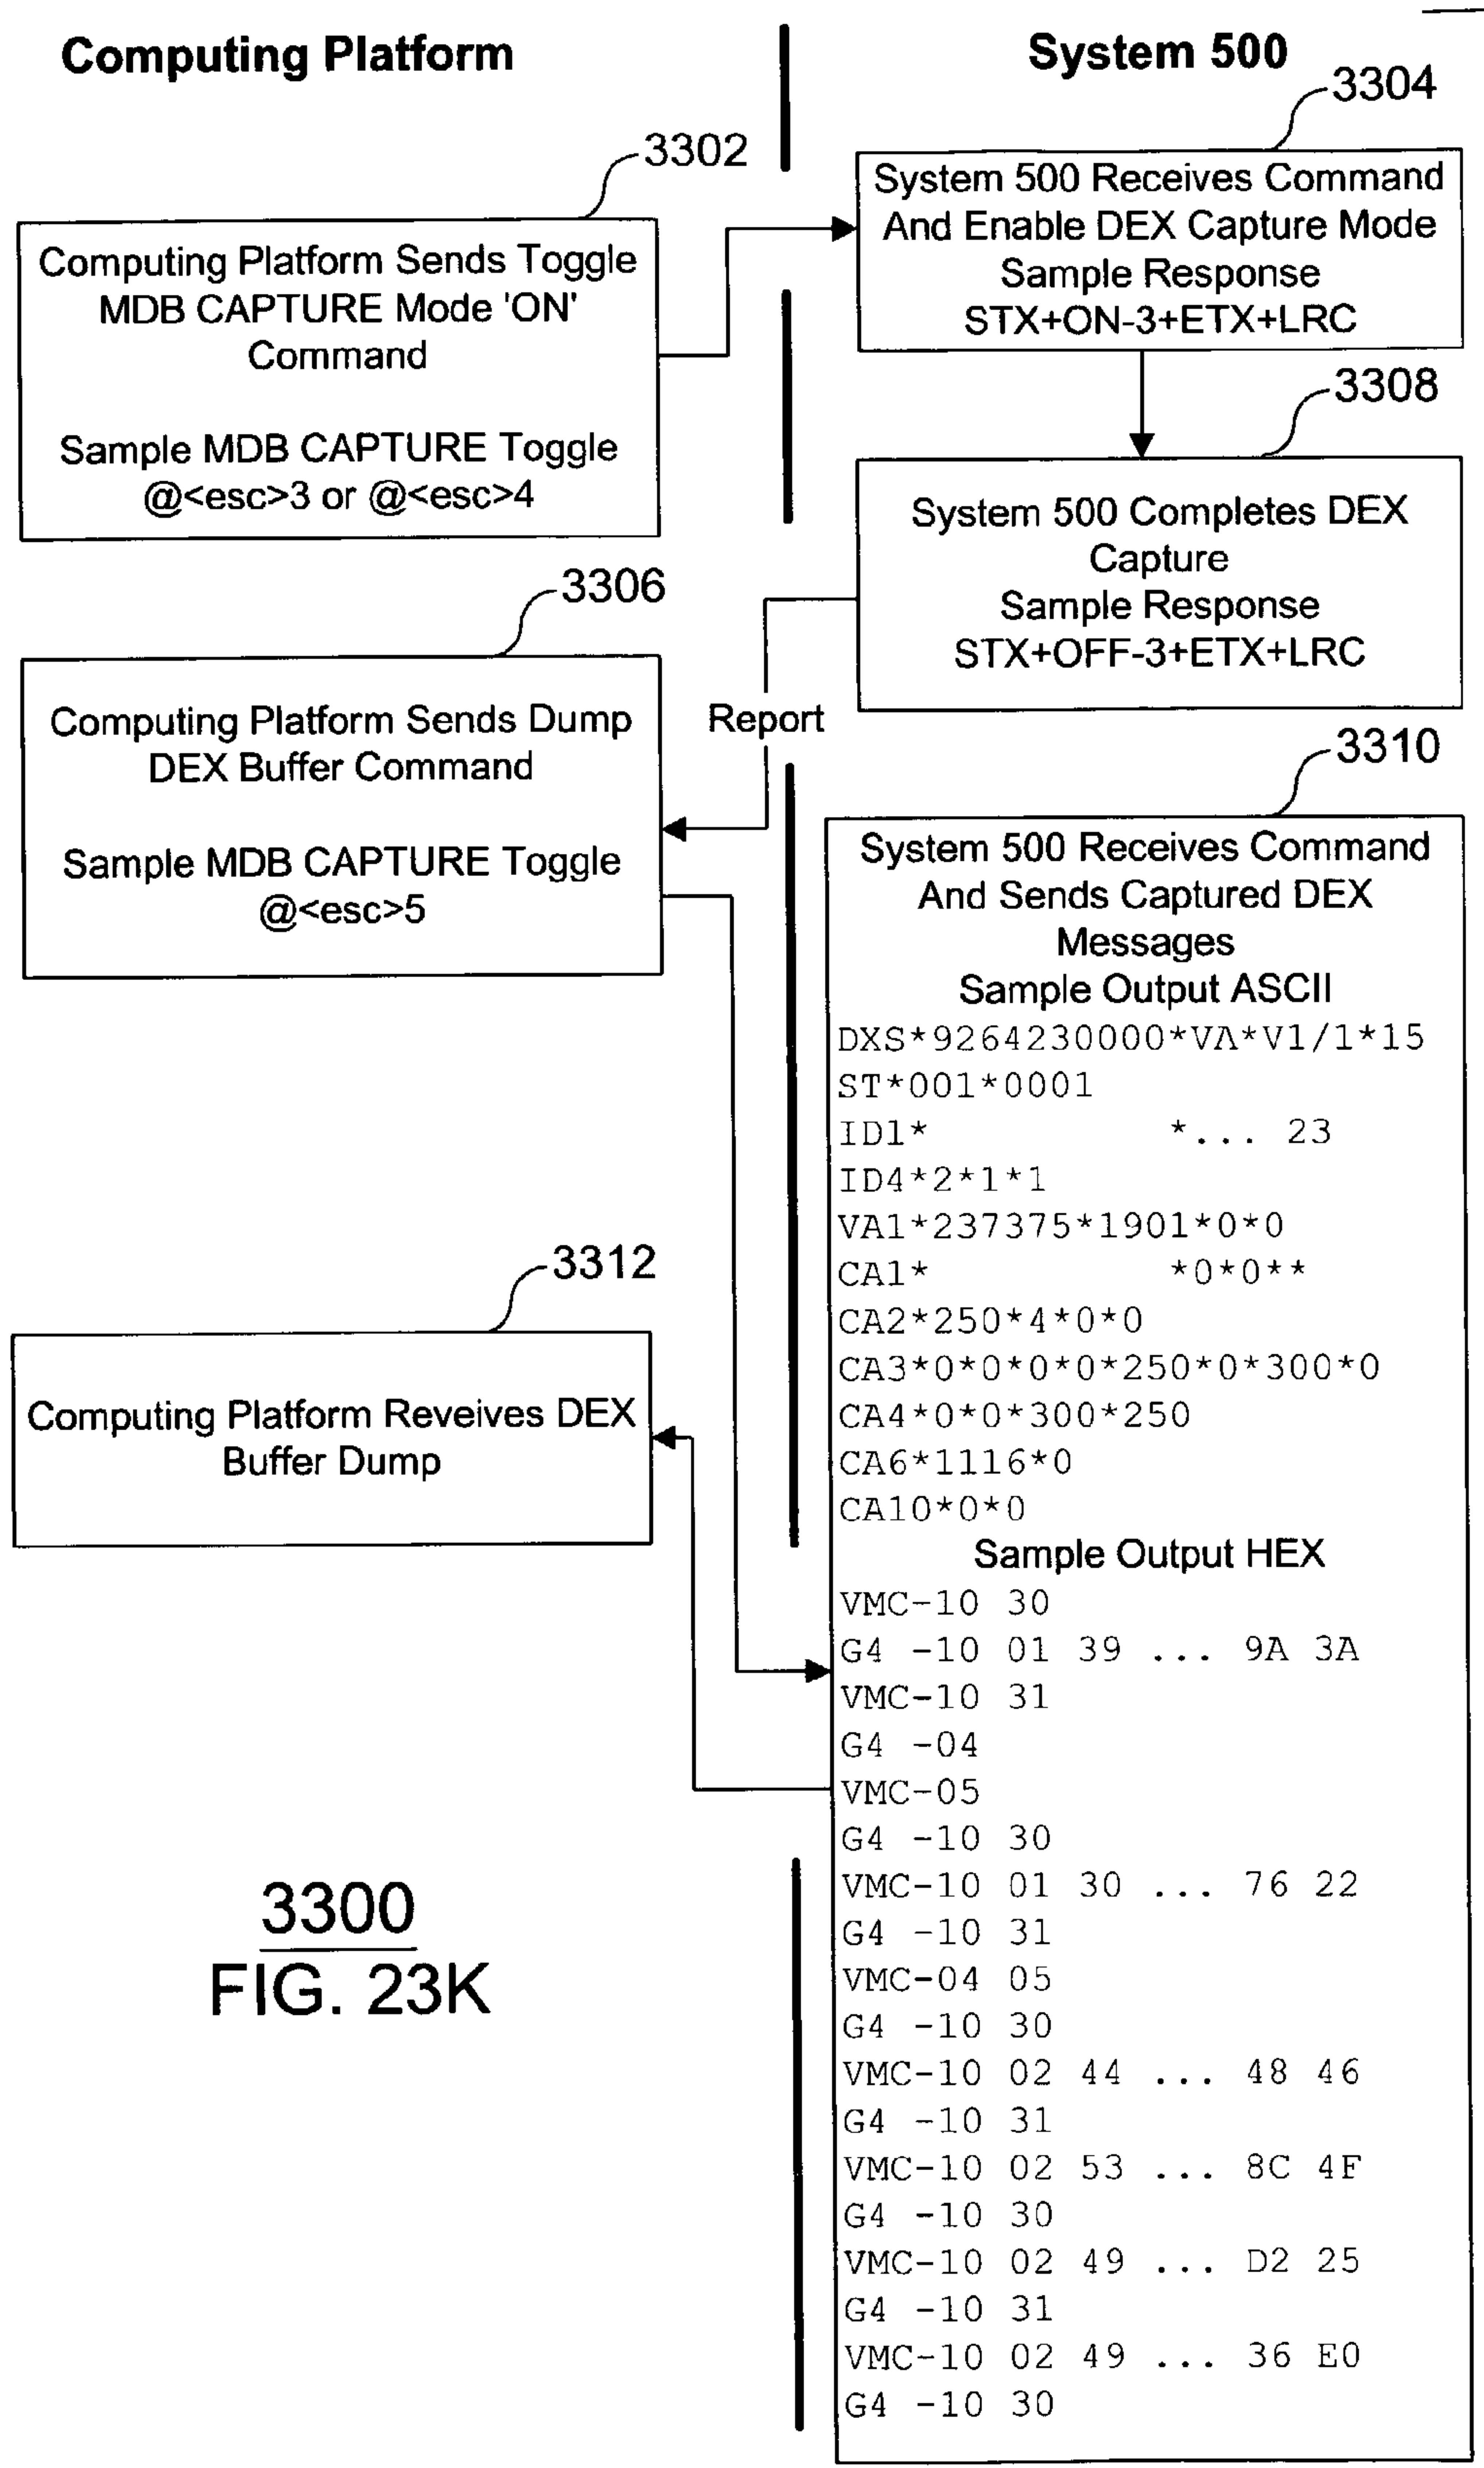 Computing Platform
System 500
3302
Computing Platform Sends Toggle
MDB CAPTURE Mode 'ON'
Command
Sample MDB CAPTURE Toggle
@<esc>3 or @<esc>4
3304
System 500 Receives Command
And Enable DEX Capture Mode
Sample Response
STX+ON-3+ETX+LRC
3308
System 500 Completes DEX
Capture
Sample Response
STX+OFF-3+ETX+LRC
Report
3306
Computing Platform Sends Dump
DEX Buffer Command
Sample MDB CAPTURE Toggle
@<esc>5
3310
System 500 Receives Command
And Sends Captured DEX
Messages
Sample Output ASCII
DXS*9264230000*VA*V1/1*15
ST*001*0001
ID1* *... 23
ID4*2*1*1
VA1*237375*1901*0*0
CA1* *0*0**
CA2*250*4*0*0
CA3*0*0*0*0*250*0*300*0
CA4*0*0*300*250
CA6*1116*0
CA10*0*0
Sample Output HEX
VMC-10 30
G4 -10 01 39 ... 9A 3A
VMC-10 31
G4 -04
VMC-05
G4 -10 30
VMC-10 01 30 ... 76 22
G4 -10 31
VMC-04 05
G4 -10 30
VMC-10 02 44 ... 48 46
G4 -10 31
VMC-10 02 53 ... 8C 4F
G4 -10 30
VMC-10 02 49 ... D2 25
G4 -10 31
VMC-10 02 49 ... 36 E0
G4 -10 30
3312
Computing Platform Reveives DEX
Buffer Dump
3300
FIG. 23K